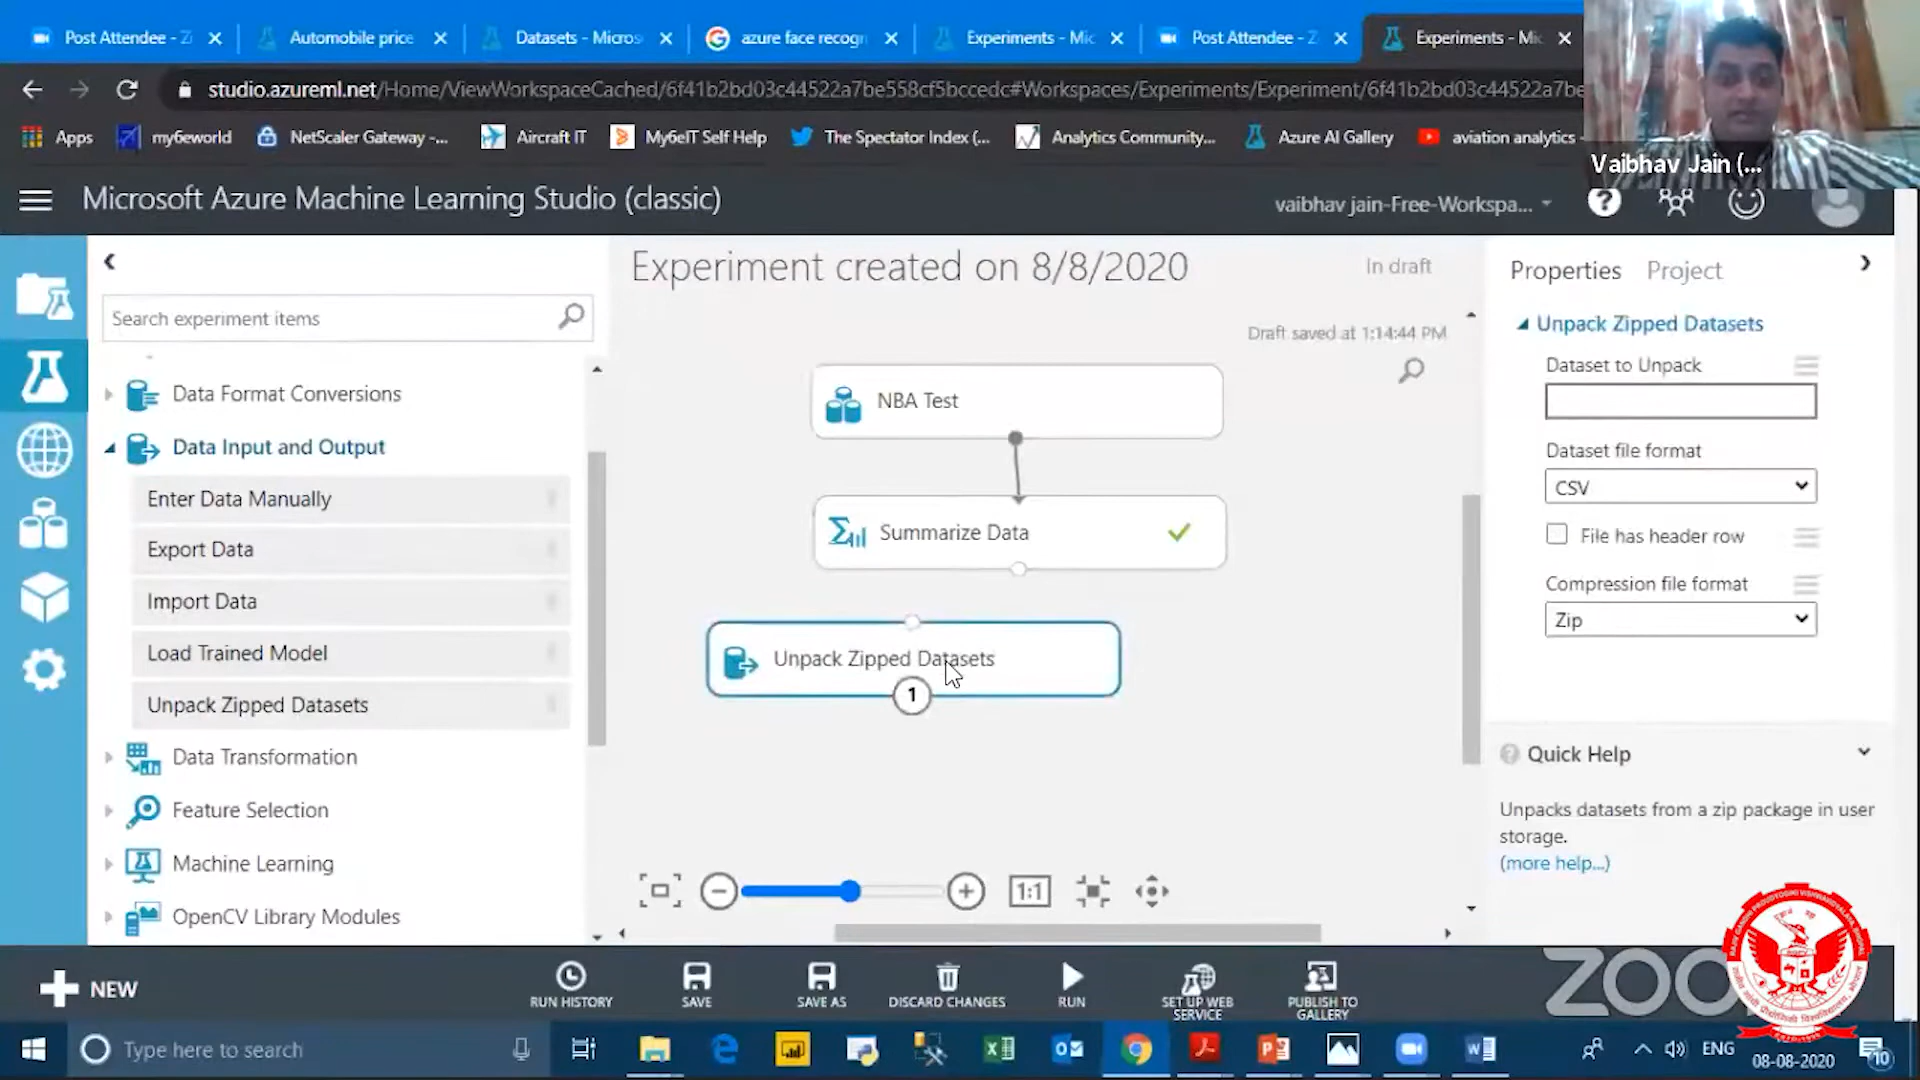 Post Attendee - Z
Automobile price
Datasets - Micros
azure face recogn
Experiments - Mic
Post Attendee - Z
Experiments - Mic
studio.azureml.net/Home/ViewWorkspaceCached/6f41b2bd03c44522a7be558cf5bccedc#Workspaces/Experiments/Experiment/6f41b2bd03c44522a7be
Apps
my6eworld
NetScaler Gateway -...
Aircraft IT
My6eIT Self Help
The Spectator Index (...
Analytics Community...
Azure AI Gallery
aviation analytics -
Vaibhav Jain (...
Microsoft Azure Machine Learning Studio (classic)
vaibhav jain-Free-Workspa...
Search experiment items
Data Format Conversions
Data Input and Output
Enter Data Manually
Export Data
Import Data
Load Trained Model
Unpack Zipped Datasets
Data Transformation
Feature Selection
Machine Learning
OpenCV Library Modules
Experiment created on 8/8/2020
In draft
Draft saved at 1:14:44 PM
NBA Test
Summarize Data
Unpack Zipped Datasets
1
1:1
Properties
Project
Unpack Zipped Datasets
Dataset to Unpack
Dataset file format
CSV
File has header row
Compression file format
Zip
Quick Help
Unpacks datasets from a zip package in user
storage.
(more help...)
NEW
RUN HISTORY
SAVE
SAVE AS
DISCARD CHANGES
RUN
SET UP WEB
SERVICE
PUBLISH TO
GALLERY
Type here to search
ENG
08-08-2020
10